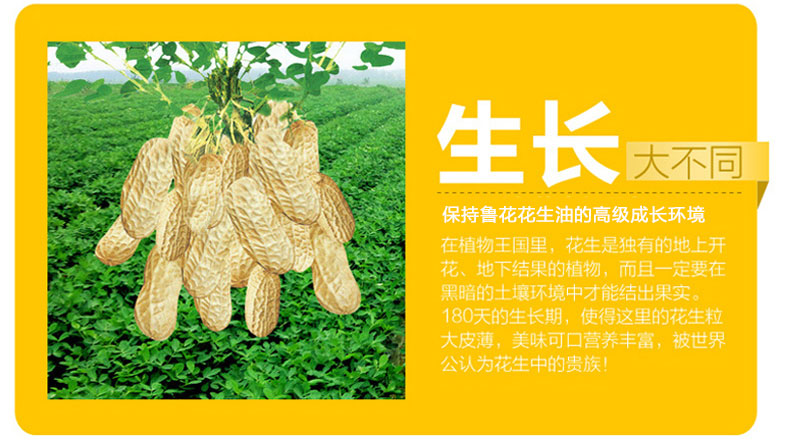 生长 大不同
保持鲁花花生油的高级成长环境
在植物王国里，花生是独有的地上开
花、地下结果的植物，而且一定要在
黑暗的土壤环境中才能结出果实。
180天的生长期，使得这里的花生粒
大皮薄，美味可口营养丰富，被世界
公认为花生中的贵族！